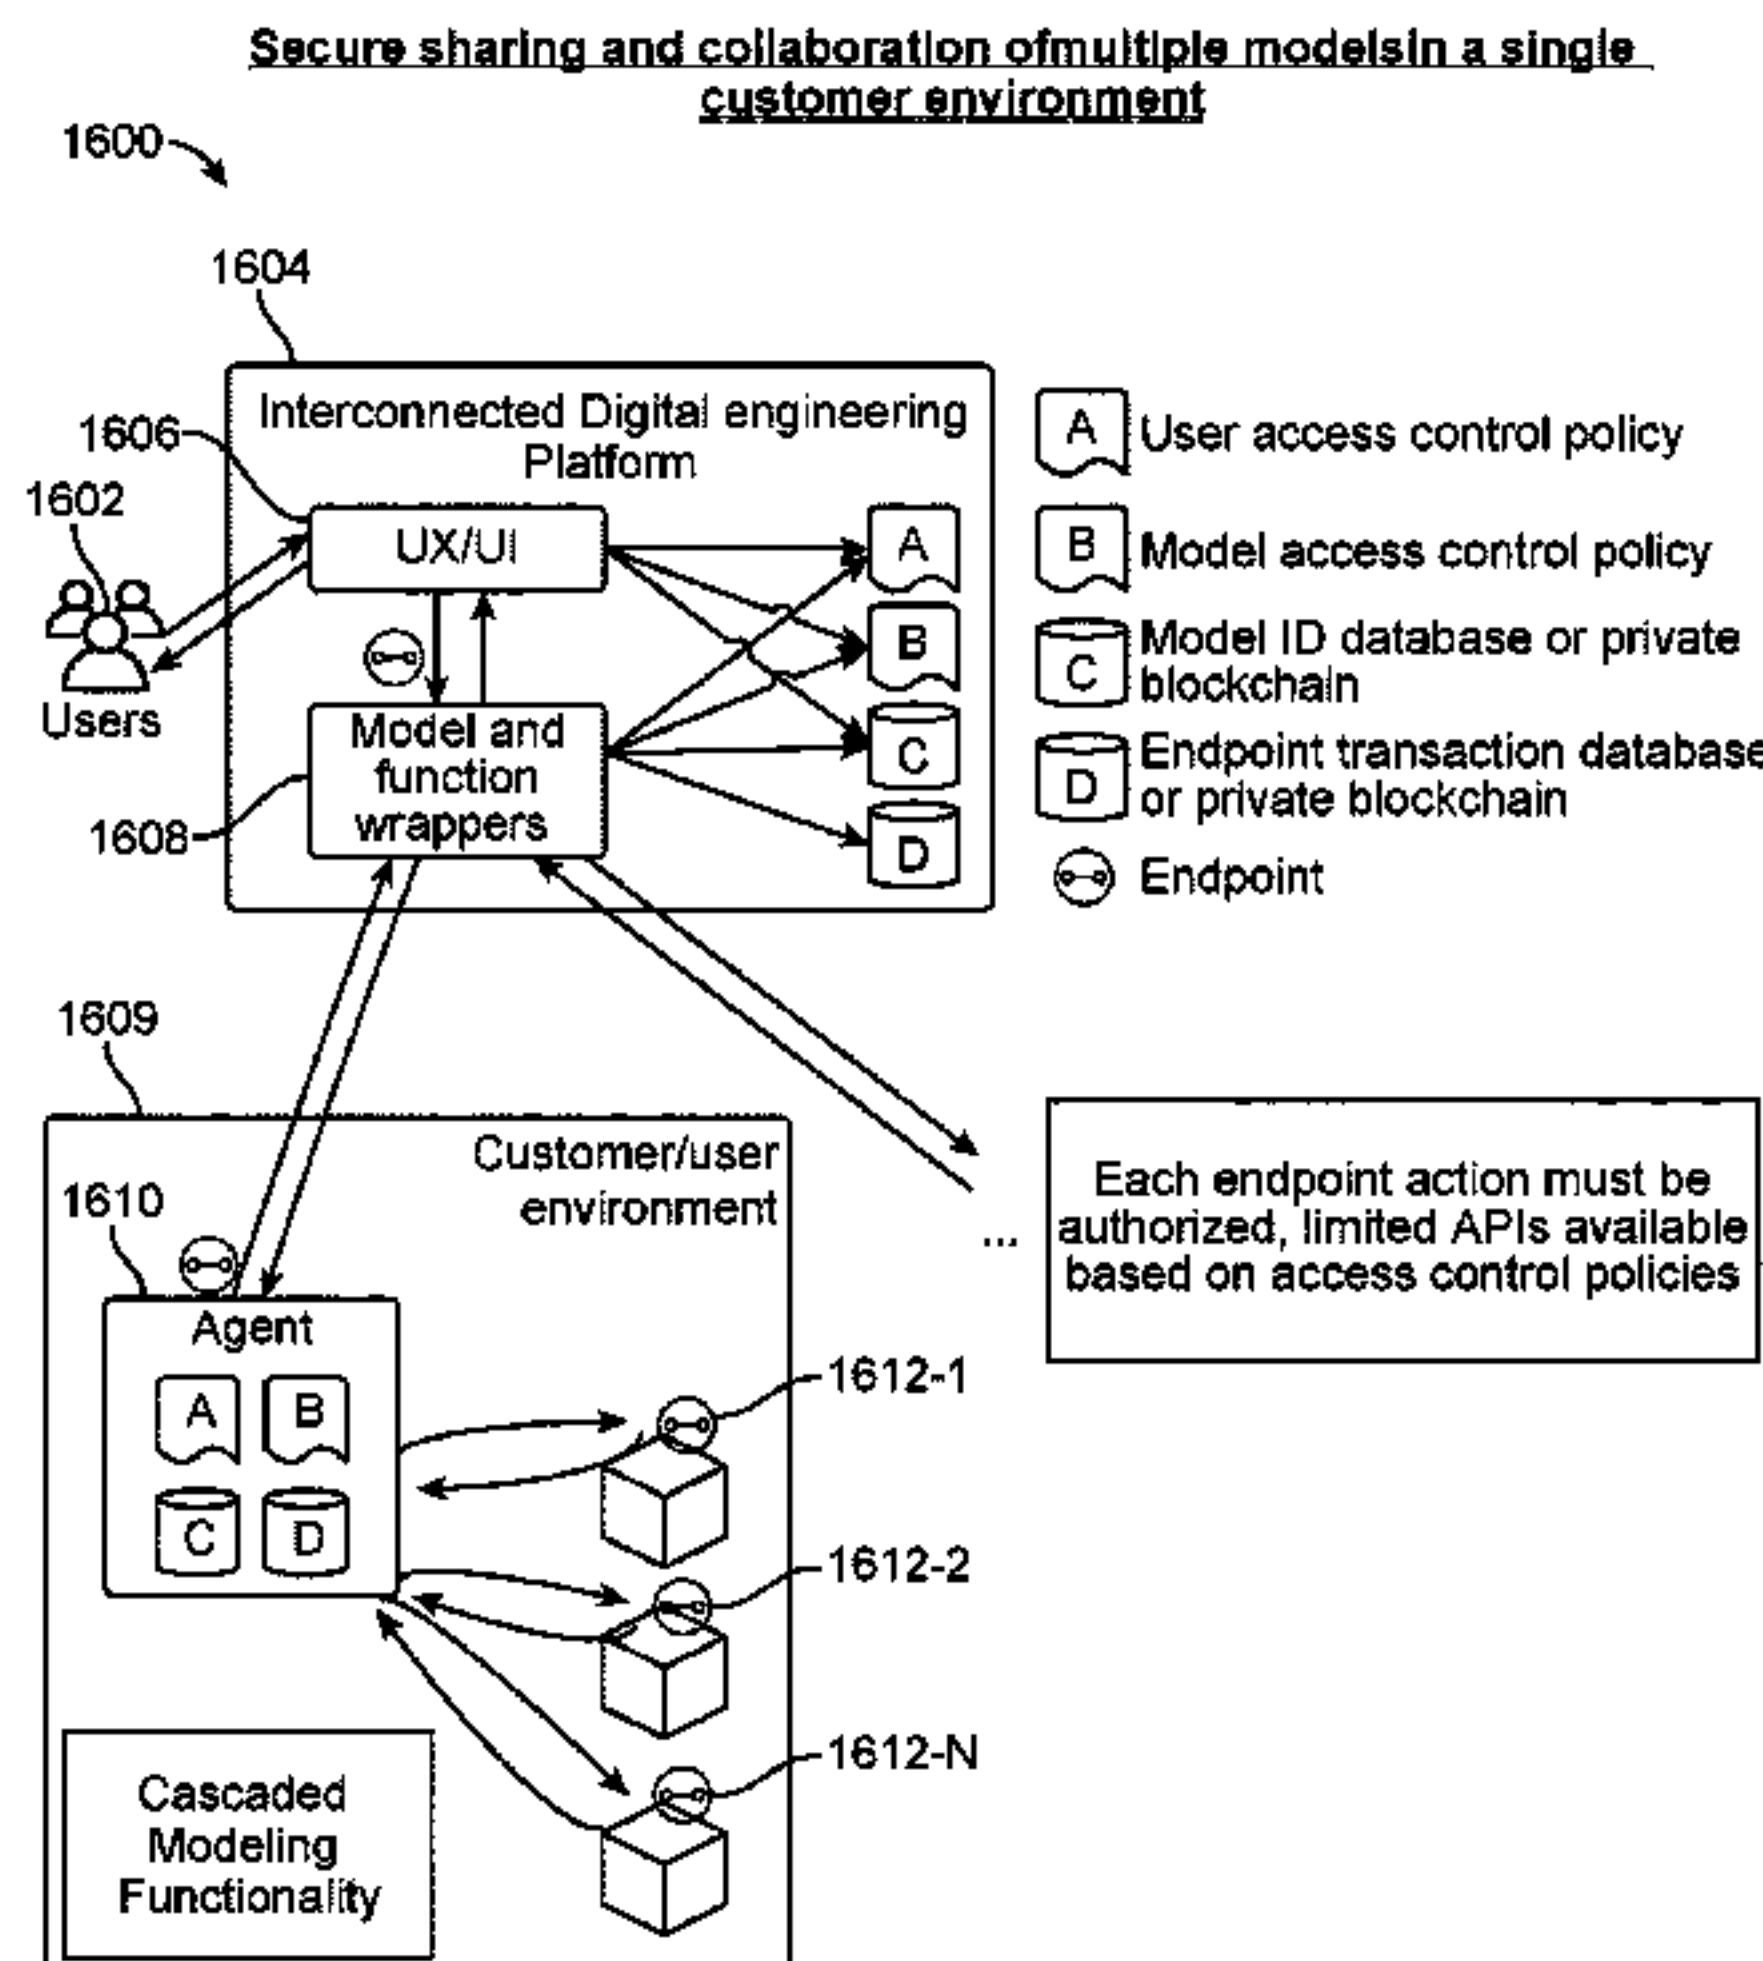 Secure sharing and collaboration ofmultiple modelsin a single
customer environment
1600
1604
Interconnected Digital engineering
Platform
1606
1602
Users
UX/UI
Model and
function
wrappers
1608
A
B
C
D
A User access control policy
B Model access control policy
C Model ID database or private
blockchain
D Endpoint transaction database
or private blockchain
Endpoint
1609
Customer/user
environment
1610
Agent
A B
C D
1612-1
1612-2
1612-N
Cascaded
Modeling
Functionality
...
Each endpoint action must be
authorized, limited APIs available
based on access control policies